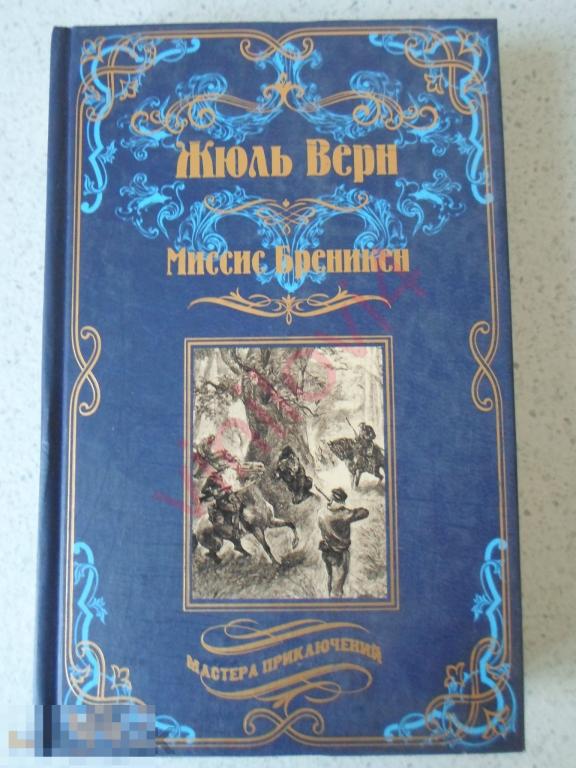 Жюль Верн
Миссис Бреникен
МАСТЕРА ПРИКЛЮЧЕНИЙ